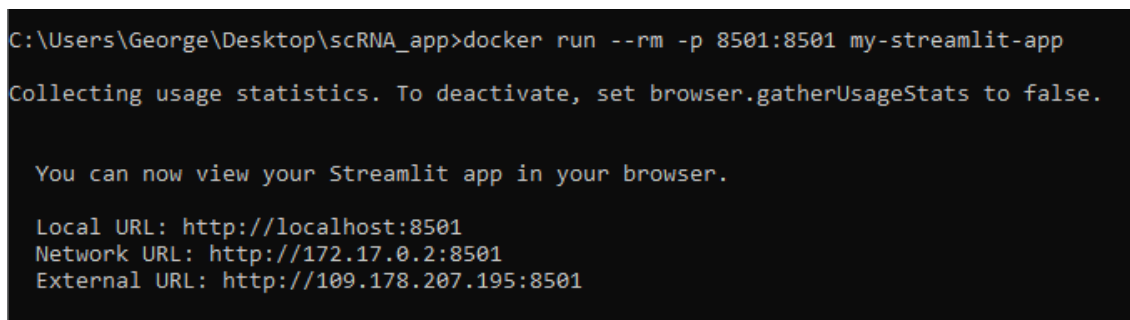 C:\Users\George\Desktop\scRNA_app>docker run --rm -p 8501:8501 my-streamlit-app
Collecting usage statistics. To deactivate, set browser.gatherUsageStats to false.
You can now view your Streamlit app in your browser.
Local URL: http://localhost:8501
Network URL: http://172.17.0.2:8501
External URL: http://109.178.207.195:8501